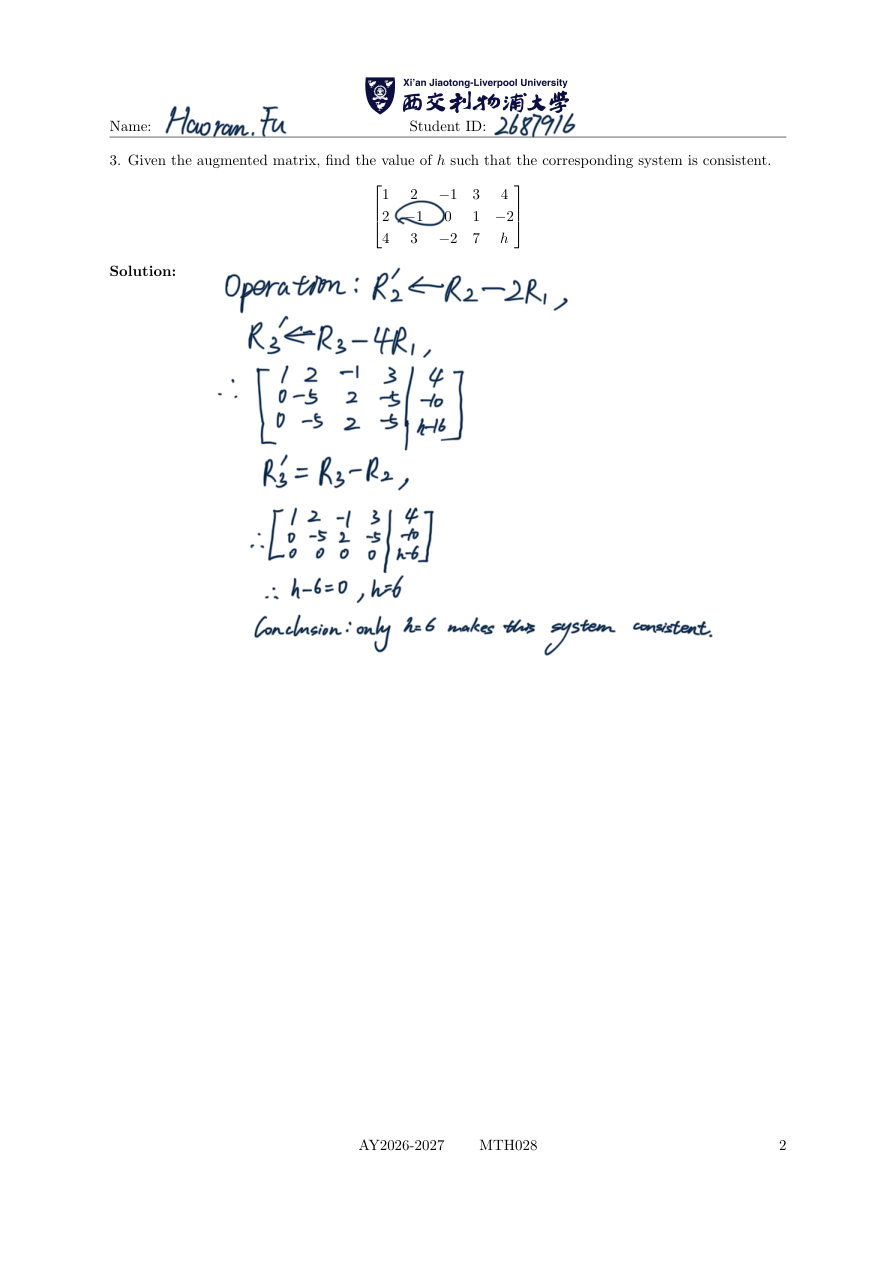 Xi'an Jiaotong-Liverpool University
西交利物浦大學
Name: Haoran. Fu Student ID: 2687916
3. Given the augmented matrix, find the value of h such that the corresponding system is consistent.
1 2 −1 3 4
2 −1 0 1 −2
4 3 −2 7 h
Solution:
Operation: R₂′ ← R₂ − 2R₁,
R₃′ ← R₃ − 4R₁,
∴ [ 1 2 -1 3 | 4
0 -5 2 -5 | -10
0 -5 2 -5 | h-16 ]
R₃′ = R₃ − R₂,
∴ [ 1 2 -1 3 | 4
0 -5 2 -5 | -10
0 0 0 0 | h-6 ]
∴ h-6=0 , h=6
Conclusion: only h=6 makes this system consistent.
AY2026-2027 MTH028 2